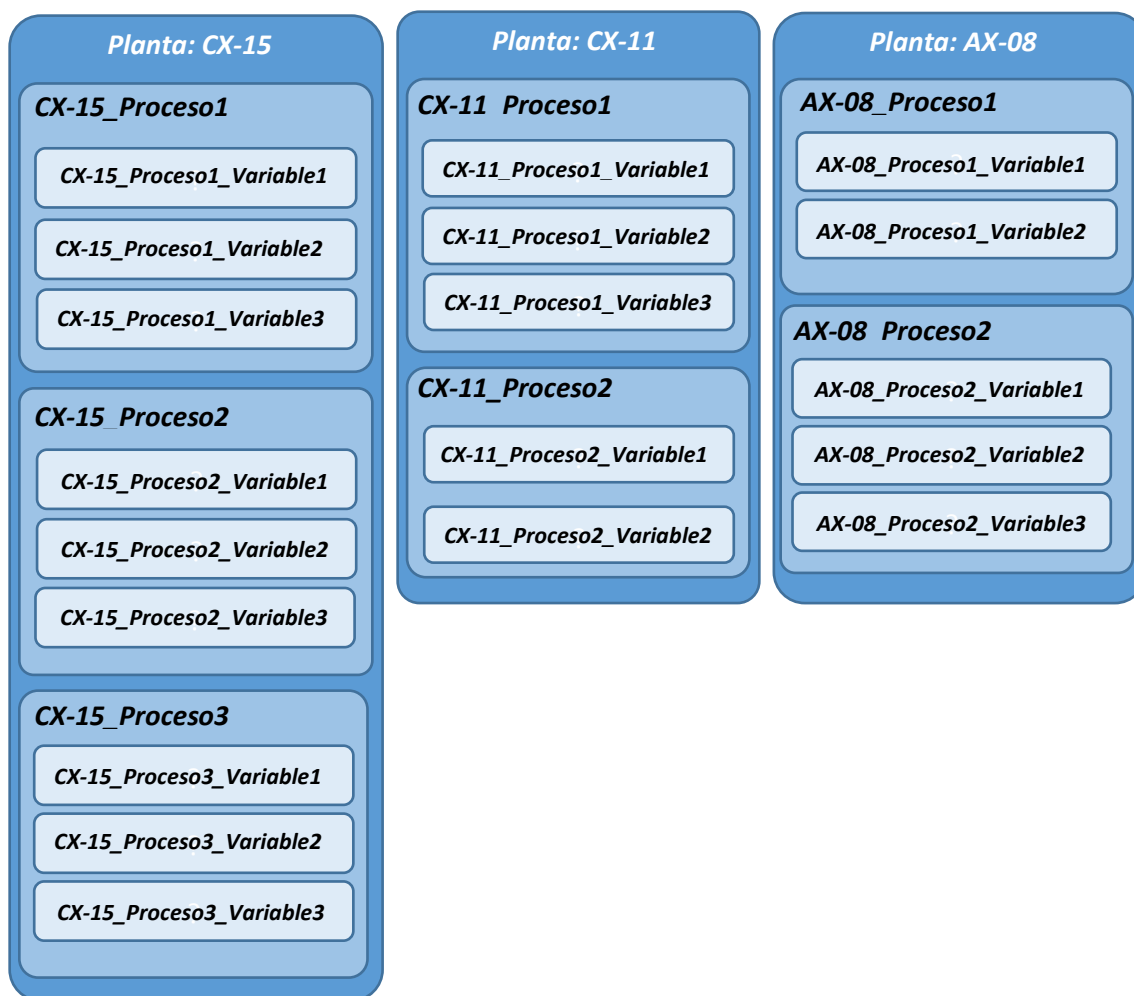 Planta: CX-15
CX-15_Proceso1
CX-15_Proceso1_Variable1
CX-15_Proceso1_Variable2
CX-15_Proceso1_Variable3
CX-15_Proceso2
CX-15_Proceso2_Variable1
CX-15_Proceso2_Variable2
CX-15_Proceso2_Variable3
CX-15_Proceso3
CX-15_Proceso3_Variable1
CX-15_Proceso3_Variable2
CX-15_Proceso3_Variable3
Planta: CX-11
CX-11 Proceso1
CX-11_Proceso1_Variable1
CX-11_Proceso1_Variable2
CX-11_Proceso1_Variable3
CX-11_Proceso2
CX-11_Proceso2_Variable1
CX-11_Proceso2_Variable2
Planta: AX-08
AX-08_Proceso1
AX-08_Proceso1_Variable1
AX-08_Proceso1_Variable2
AX-08 Proceso2
AX-08_Proceso2_Variable1
AX-08_Proceso2_Variable2
AX-08_Proceso2_Variable3